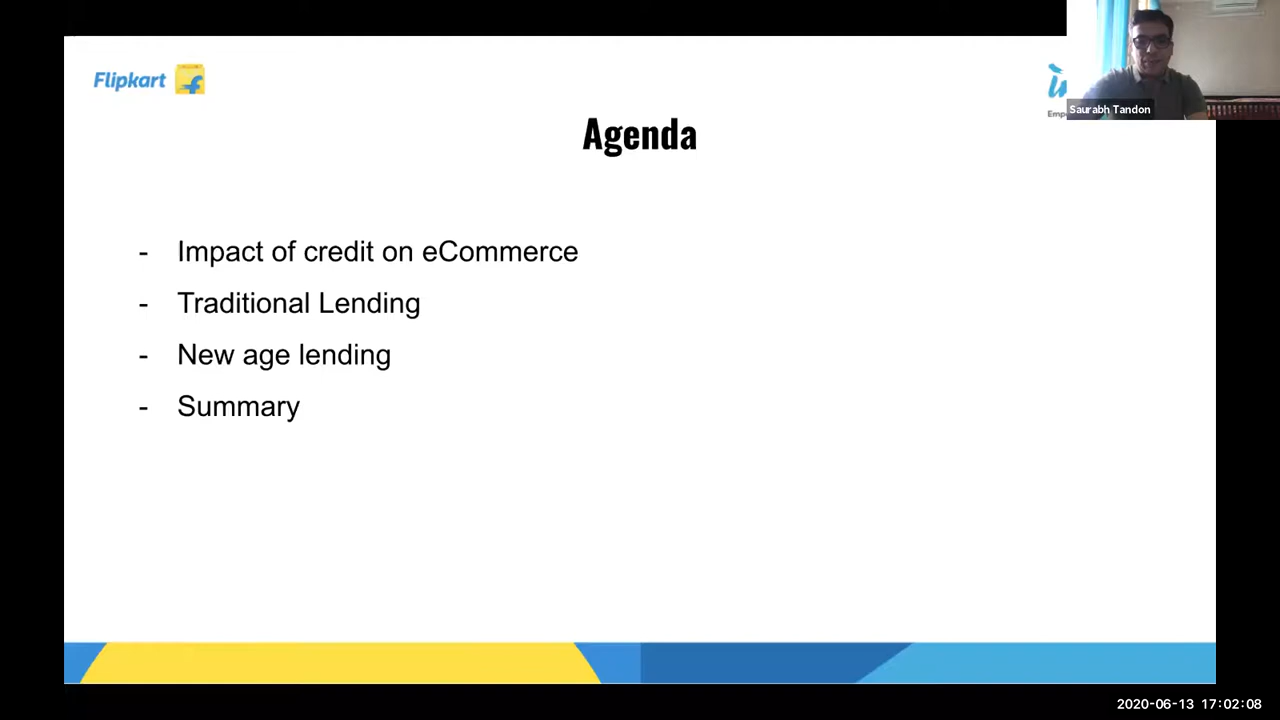 Flipkart
Saurabh Tandon
Agenda
- Impact of credit on eCommerce
- Traditional Lending
- New age lending
- Summary
2020-06-13 17:02:08